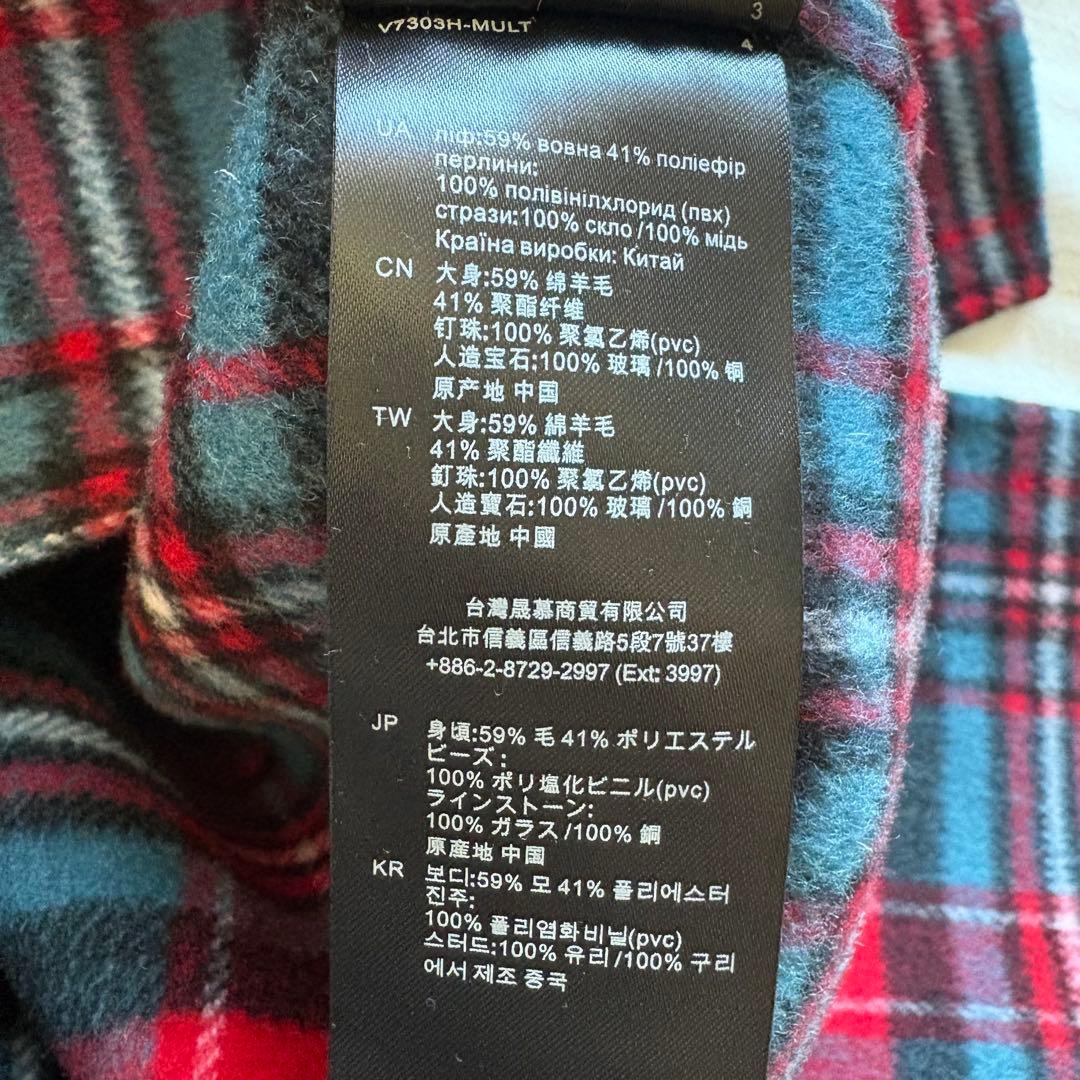 V7303H-MULT
3
4
UA ліф:59% вовна 41% поліефір
перлини:
100% полівінілхлорид (пвх)
стрази:100% скло /100% мідь
Країна виробки: Китай
CN 大身:59% 绵羊毛
41% 聚酯纤维
钉珠:100% 聚氯乙烯(pvc)
人造宝石:100% 玻璃 /100% 铜
原产地 中国
TW 大身:59% 綿羊毛
41% 聚酯纖維
釘珠:100% 聚氯乙烯(pvc)
人造寶石:100% 玻璃 /100% 銅
原產地 中國
台灣晟慕商貿有限公司
台北市信義區信義路5段7號37樓
+886-2-8729-2997 (Ext: 3997)
JP 身頃:59% 毛 41% ポリエステル
ビーズ :
100% ポリ塩化ビニル(pvc)
ラインストーン:
100% ガラス /100% 銅
原産地 中国
KR 보디:59% 모 41% 폴리에스터
진주:
100% 폴리염화비닐(pvc)
스터드:100% 유리 /100% 구리
에서 제조 중국